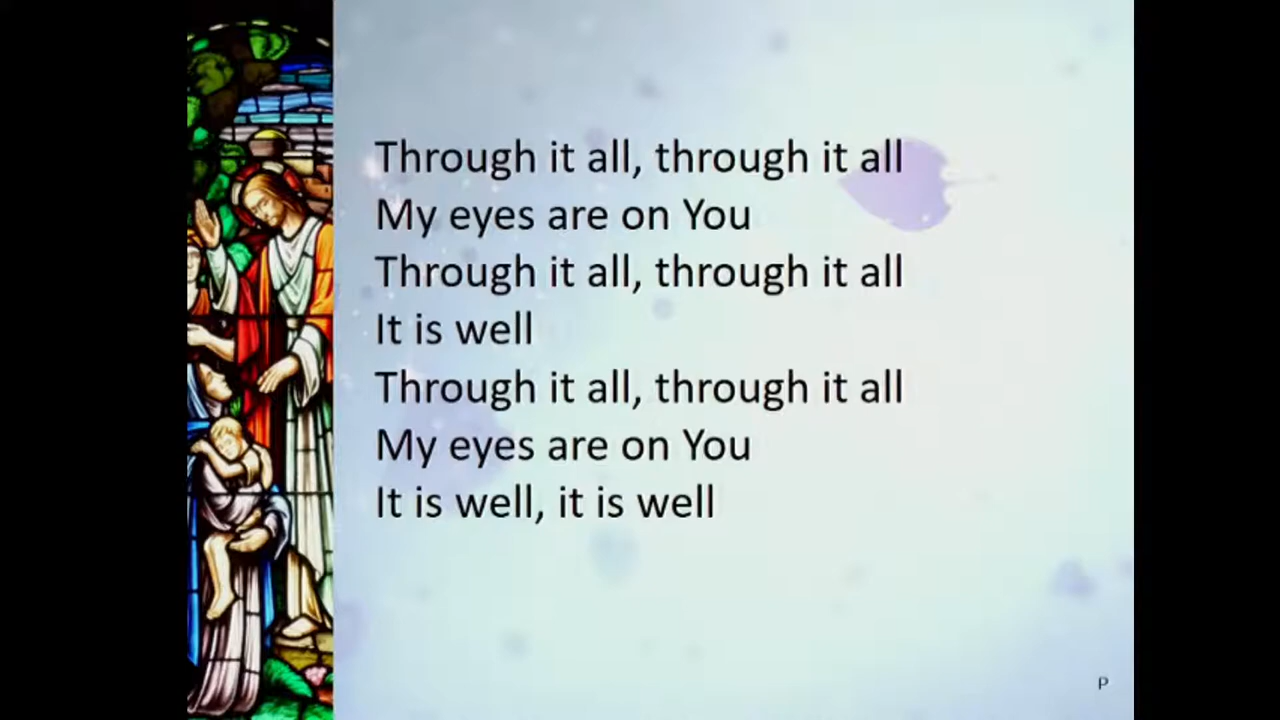 Through it all, through it all
My eyes are on You
Through it all, through it all
It is well
Through it all, through it all
My eyes are on You
It is well, it is well
P